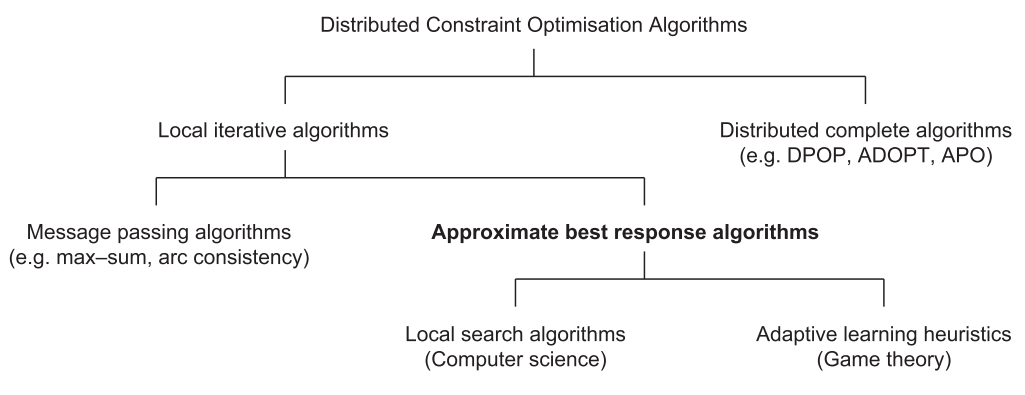 Distributed Constraint Optimisation Algorithms
Local iterative algorithms
Distributed complete algorithms
(e.g. DPOP, ADOPT, APO)
Message passing algorithms
(e.g. max–sum, arc consistency)
Approximate best response algorithms
Local search algorithms
(Computer science)
Adaptive learning heuristics
(Game theory)